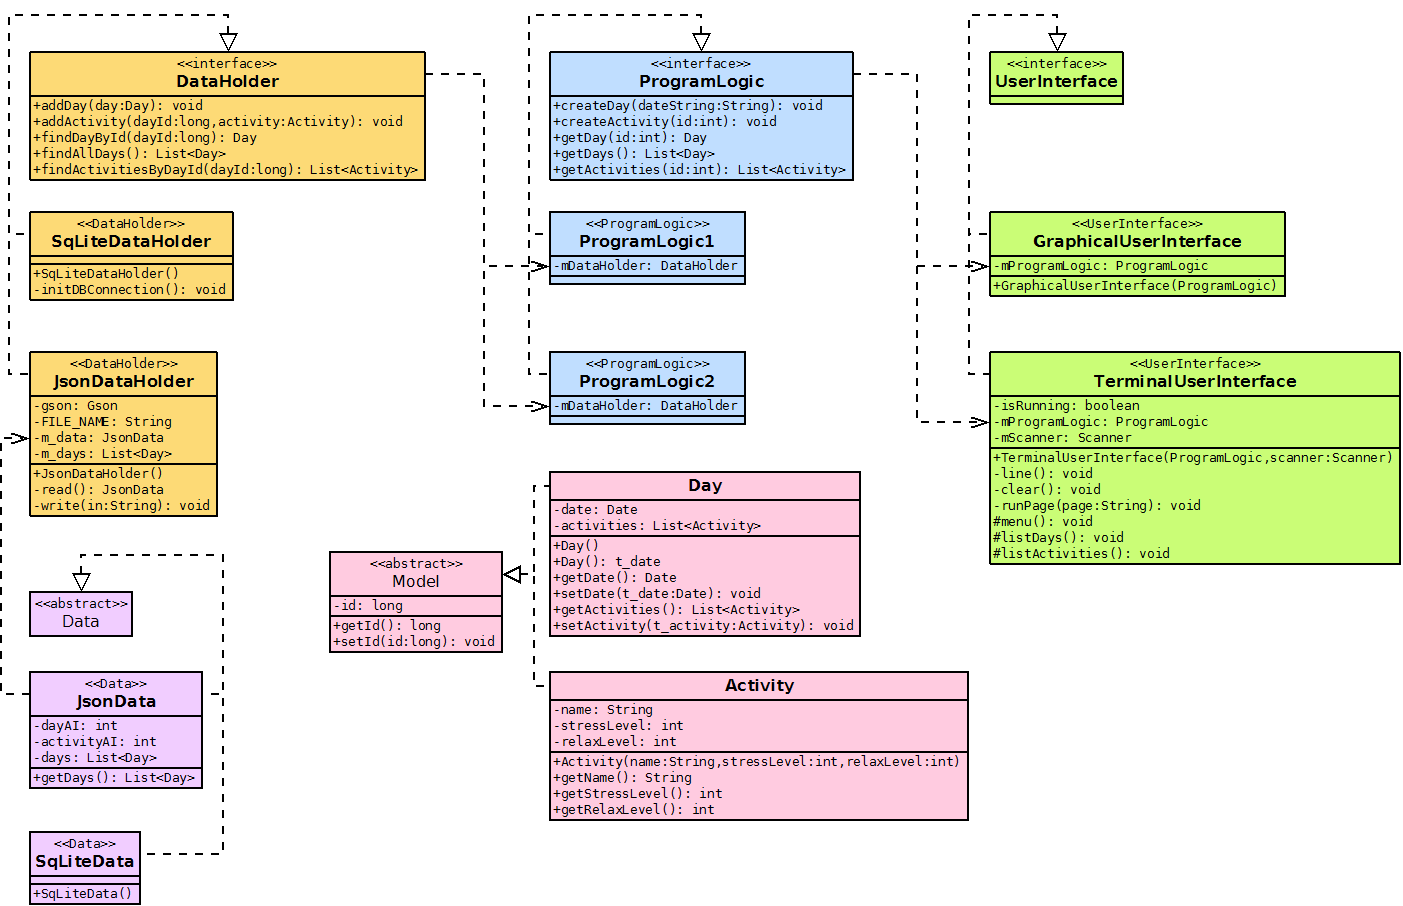 <<interface>>
DataHolder
+addDay(day:Day): void
+addActivity(dayId:long,activity:Activity): void
+findDayById(dayId:long): Day
+findAllDays(): List<Day>
+findActivitiesByDayId(dayId:long): List<Activity>
<<interface>>
ProgramLogic
+createDay(dateString:String): void
+createActivity(id:int): void
+getDay(id:int): Day
+getDays(): List<Day>
+getActivities(id:int): List<Activity>
<<interface>>
UserInterface
<<DataHolder>>
SqLiteDataHolder
+SqLiteDataHolder()
-initDBConnection(): void
<<ProgramLogic>>
ProgramLogic1
-mDataHolder: DataHolder
<<UserInterface>>
GraphicalUserInterface
-mProgramLogic: ProgramLogic
+GraphicalUserInterface(ProgramLogic)
<<DataHolder>>
JsonDataHolder
-gson: Gson
-FILE_NAME: String
-m_data: JsonData
-m_days: List<Day>
+JsonDataHolder()
-read(): JsonData
-write(in:String): void
<<ProgramLogic>>
ProgramLogic2
-mDataHolder: DataHolder
<<UserInterface>>
TerminalUserInterface
-isRunning: boolean
-mProgramLogic: ProgramLogic
-mScanner: Scanner
+TerminalUserInterface(ProgramLogic,scanner:Scanner)
-line(): void
-clear(): void
-runPage(page:String): void
#menu(): void
#listDays(): void
#listActivities(): void
Day
-date: Date
-activities: List<Activity>
+Day()
+Day(): t_date
+getDate(): Date
+setDate(t_date:Date): void
+getActivities(): List<Activity>
+setActivity(t_activity:Activity): void
<<abstract>>
Model
-id: long
+getId(): long
+setId(id:long): void
<<abstract>>
Data
<<Data>>
JsonData
-dayAI: int
-activityAI: int
-days: List<Day>
+getDays(): List<Day>
Activity
-name: String
-stressLevel: int
-relaxLevel: int
+Activity(name:String,stressLevel:int,relaxLevel:int)
+getName(): String
+getStressLevel(): int
+getRelaxLevel(): int
<<Data>>
SqLiteData
+SqLiteData()